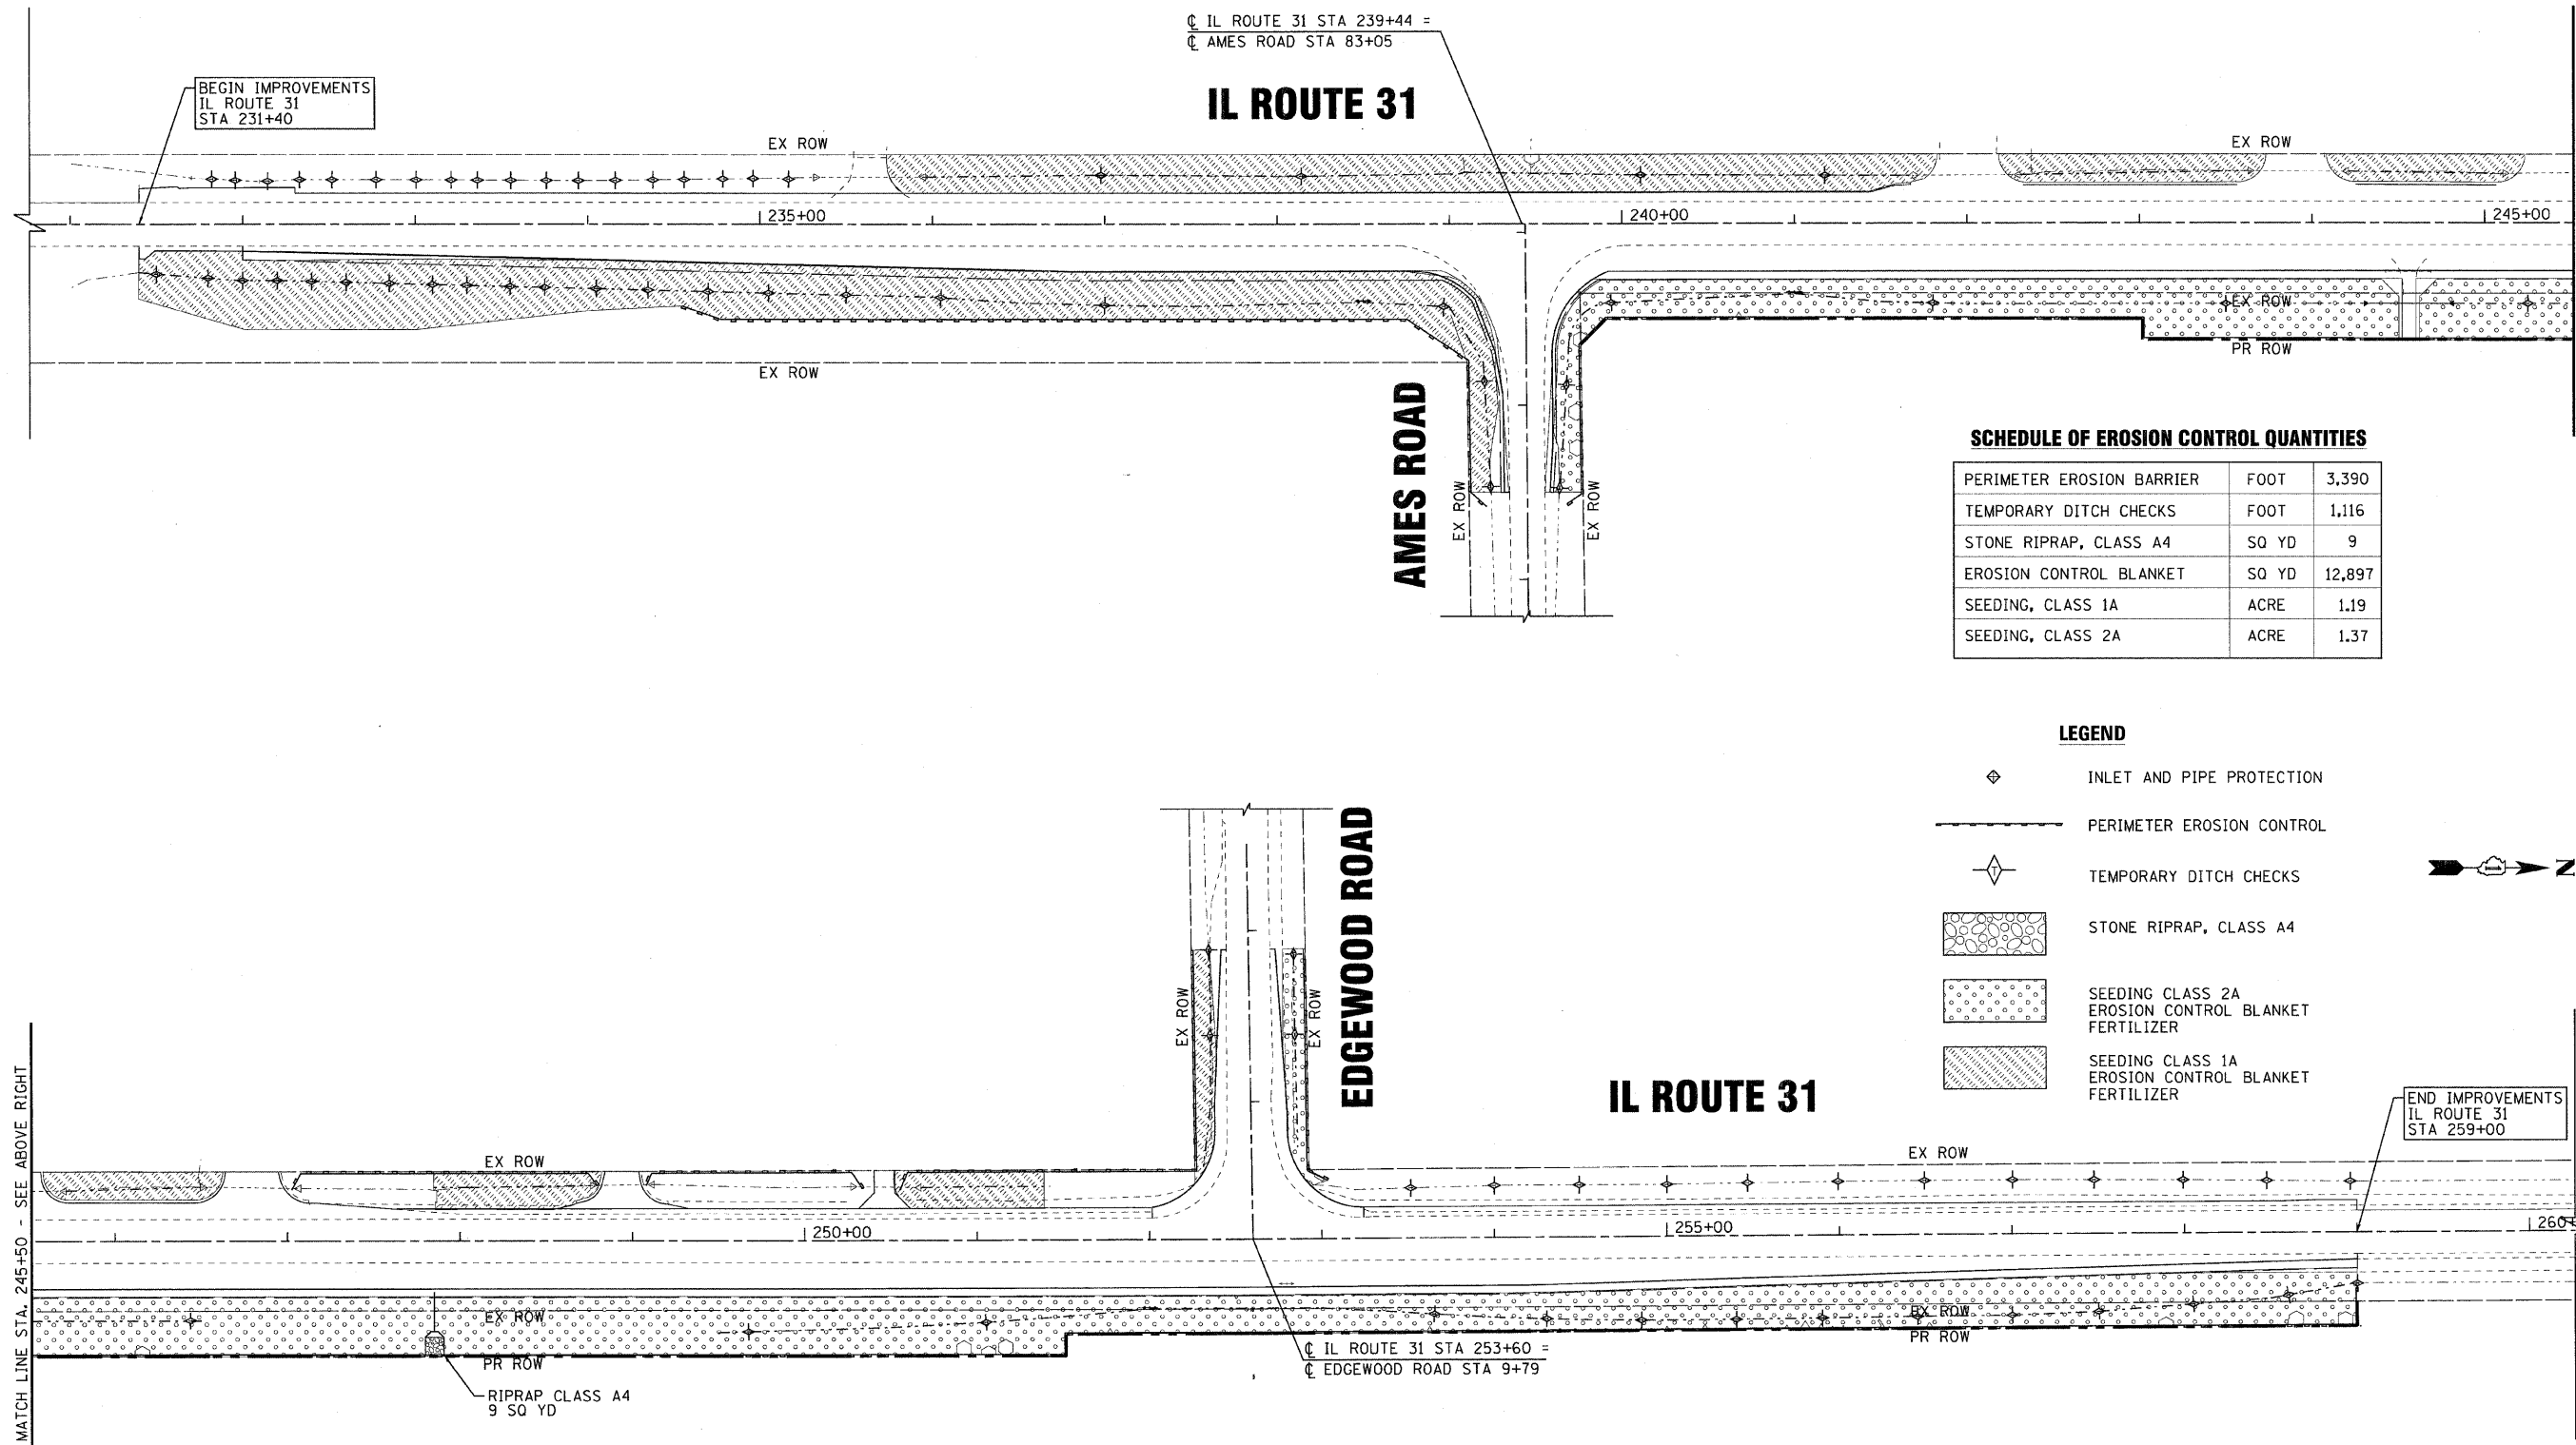 ℄ IL ROUTE 31 STA 239+44 =
℄ AMES ROAD STA 83+05
IL ROUTE 31
BEGIN IMPROVEMENTS
IL ROUTE 31
STA 231+40
EX ROW
EX ROW
235+00
240+00
245+00
EX ROW
PR ROW
EX ROW
AMES ROAD
EX ROW
EX ROW
SCHEDULE OF EROSION CONTROL QUANTITIES
PERIMETER EROSION BARRIER FOOT 3,390
TEMPORARY DITCH CHECKS FOOT 1,116
STONE RIPRAP, CLASS A4 SQ YD 9
EROSION CONTROL BLANKET SQ YD 12,897
SEEDING, CLASS 1A ACRE 1.19
SEEDING, CLASS 2A ACRE 1.37
LEGEND
INLET AND PIPE PROTECTION
PERIMETER EROSION CONTROL
TEMPORARY DITCH CHECKS
N
STONE RIPRAP, CLASS A4
SEEDING CLASS 2A
EROSION CONTROL BLANKET
FERTILIZER
SEEDING CLASS 1A
EROSION CONTROL BLANKET
FERTILIZER
EDGEWOOD ROAD
EX ROW
EX ROW
IL ROUTE 31
END IMPROVEMENTS
IL ROUTE 31
STA 259+00
MATCH LINE STA. 245+50 - SEE ABOVE RIGHT
EX ROW
EX ROW
250+00
255+00
260+
EX ROW
EX ROW
PR ROW
PR ROW
℄ IL ROUTE 31 STA 253+60 =
℄ EDGEWOOD ROAD STA 9+79
RIPRAP CLASS A4
9 SQ YD